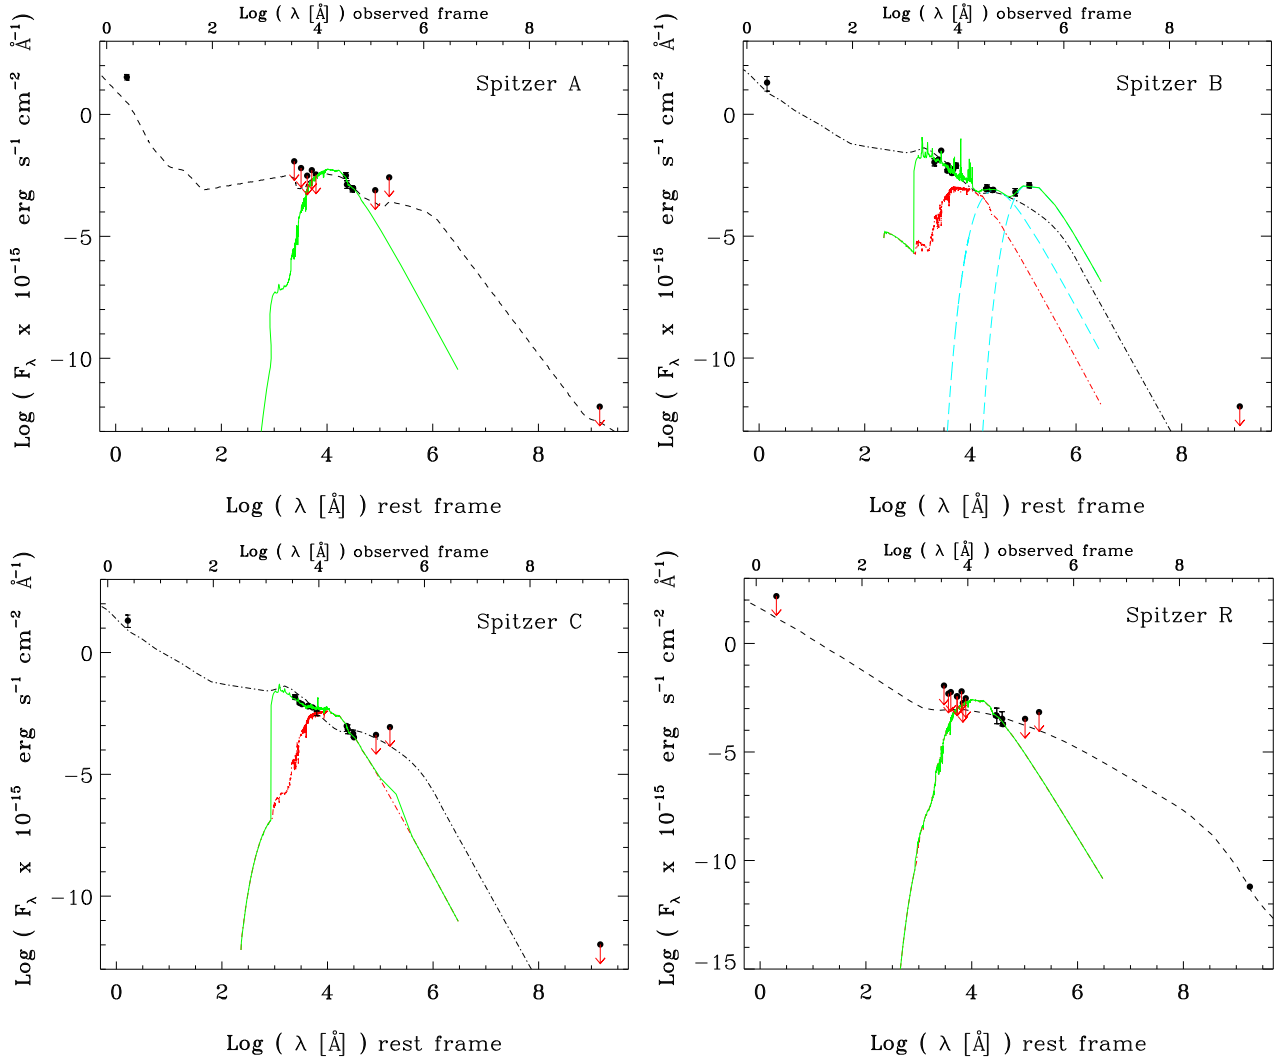 Log ( λ [Å] ) observed frame
0 2 4 6 8
Spitzer A
Log ( Fλ x 10⁻¹⁵ erg s⁻¹ cm⁻² Å⁻¹)
0
−5
−10
0 2 4 6 8
Log ( λ [Å] ) rest frame
Log ( λ [Å] ) observed frame
0 2 4 6 8
Spitzer B
Log ( Fλ x 10⁻¹⁵ erg s⁻¹ cm⁻² Å⁻¹)
0
−5
−10
0 2 4 6 8
Log ( λ [Å] ) rest frame
Log ( λ [Å] ) observed frame
0 2 4 6 8
Spitzer C
Log ( Fλ x 10⁻¹⁵ erg s⁻¹ cm⁻² Å⁻¹)
0
−5
−10
0 2 4 6 8
Log ( λ [Å] ) rest frame
Log ( λ [Å] ) observed frame
0 2 4 6 8
Spitzer R
Log ( Fλ x 10⁻¹⁵ erg s⁻¹ cm⁻² Å⁻¹)
0
−5
−10
−15
0 2 4 6 8
Log ( λ [Å] ) rest frame